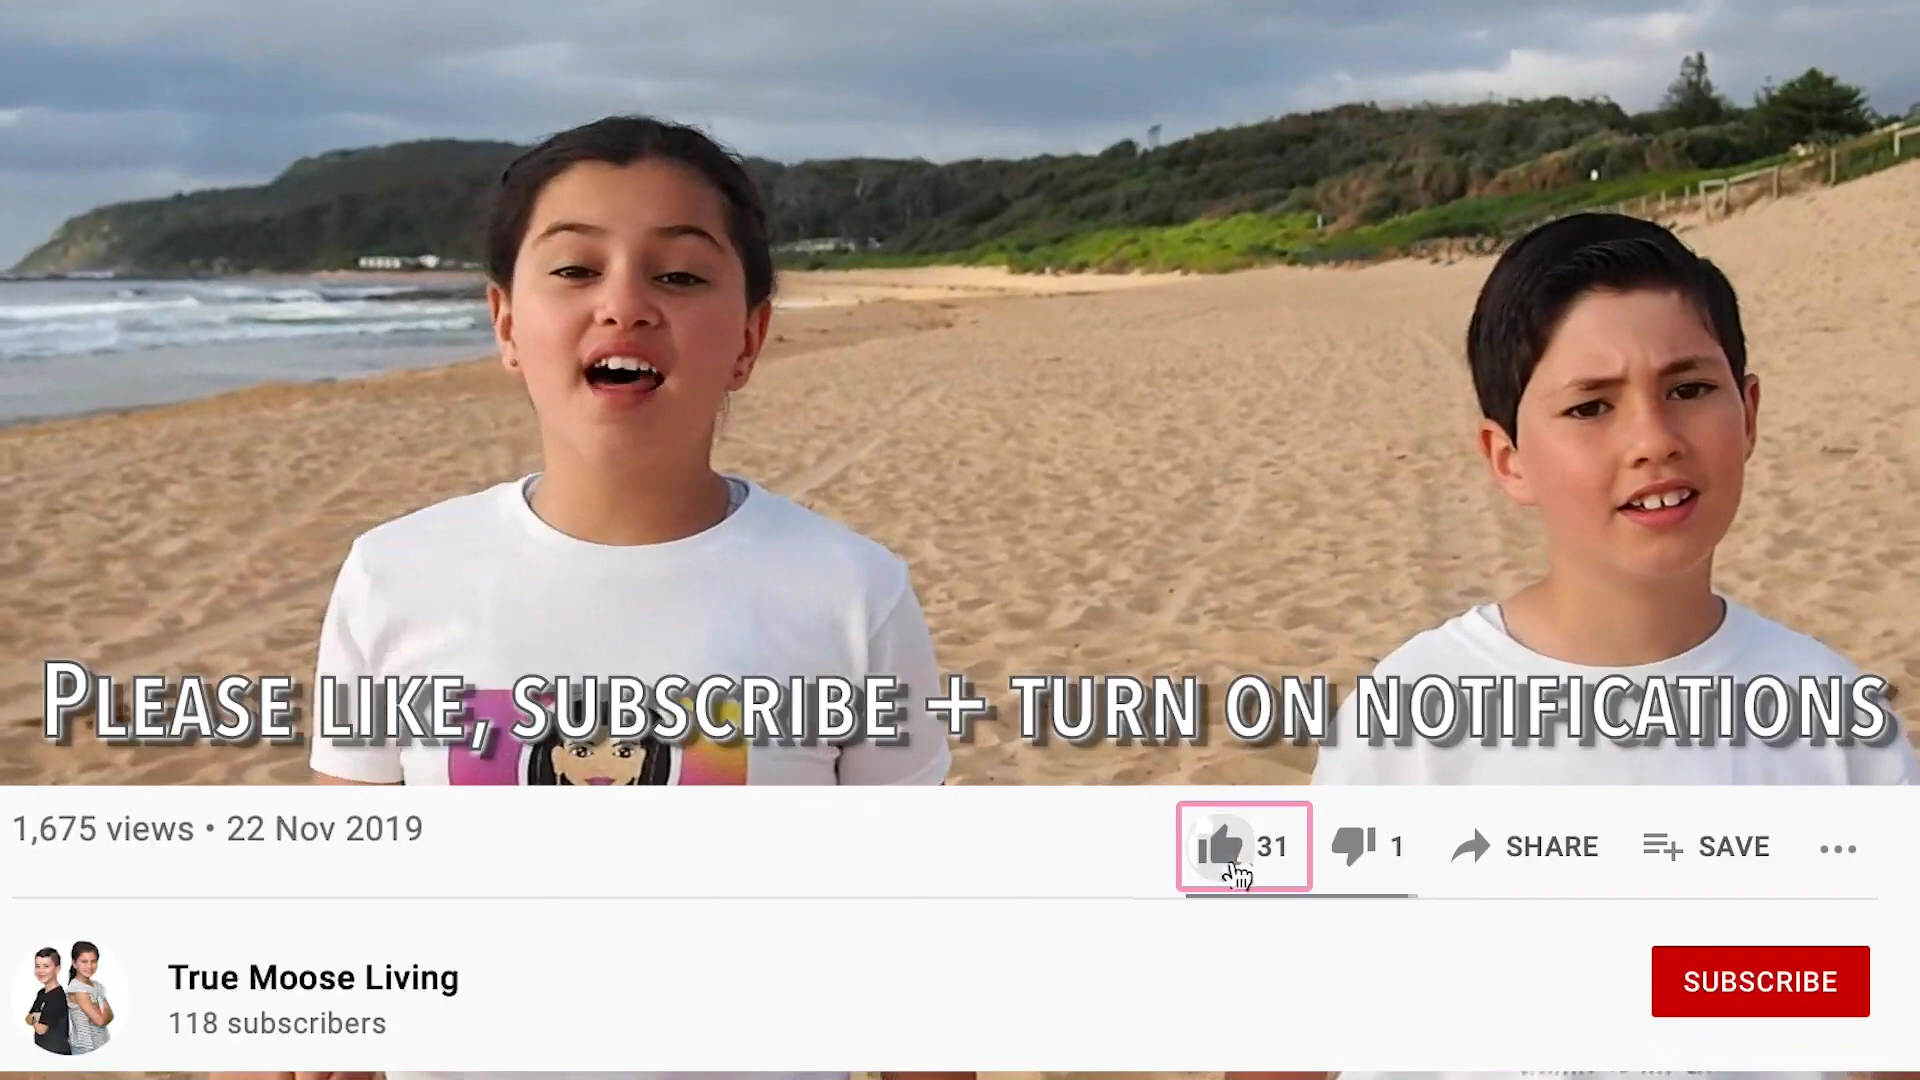 PLEASE LIKE, SUBSCRIBE + TURN ON NOTIFICATIONS
1,675 views • 22 Nov 2019
31
1
SHARE
SAVE
True Moose Living
118 subscribers
SUBSCRIBE